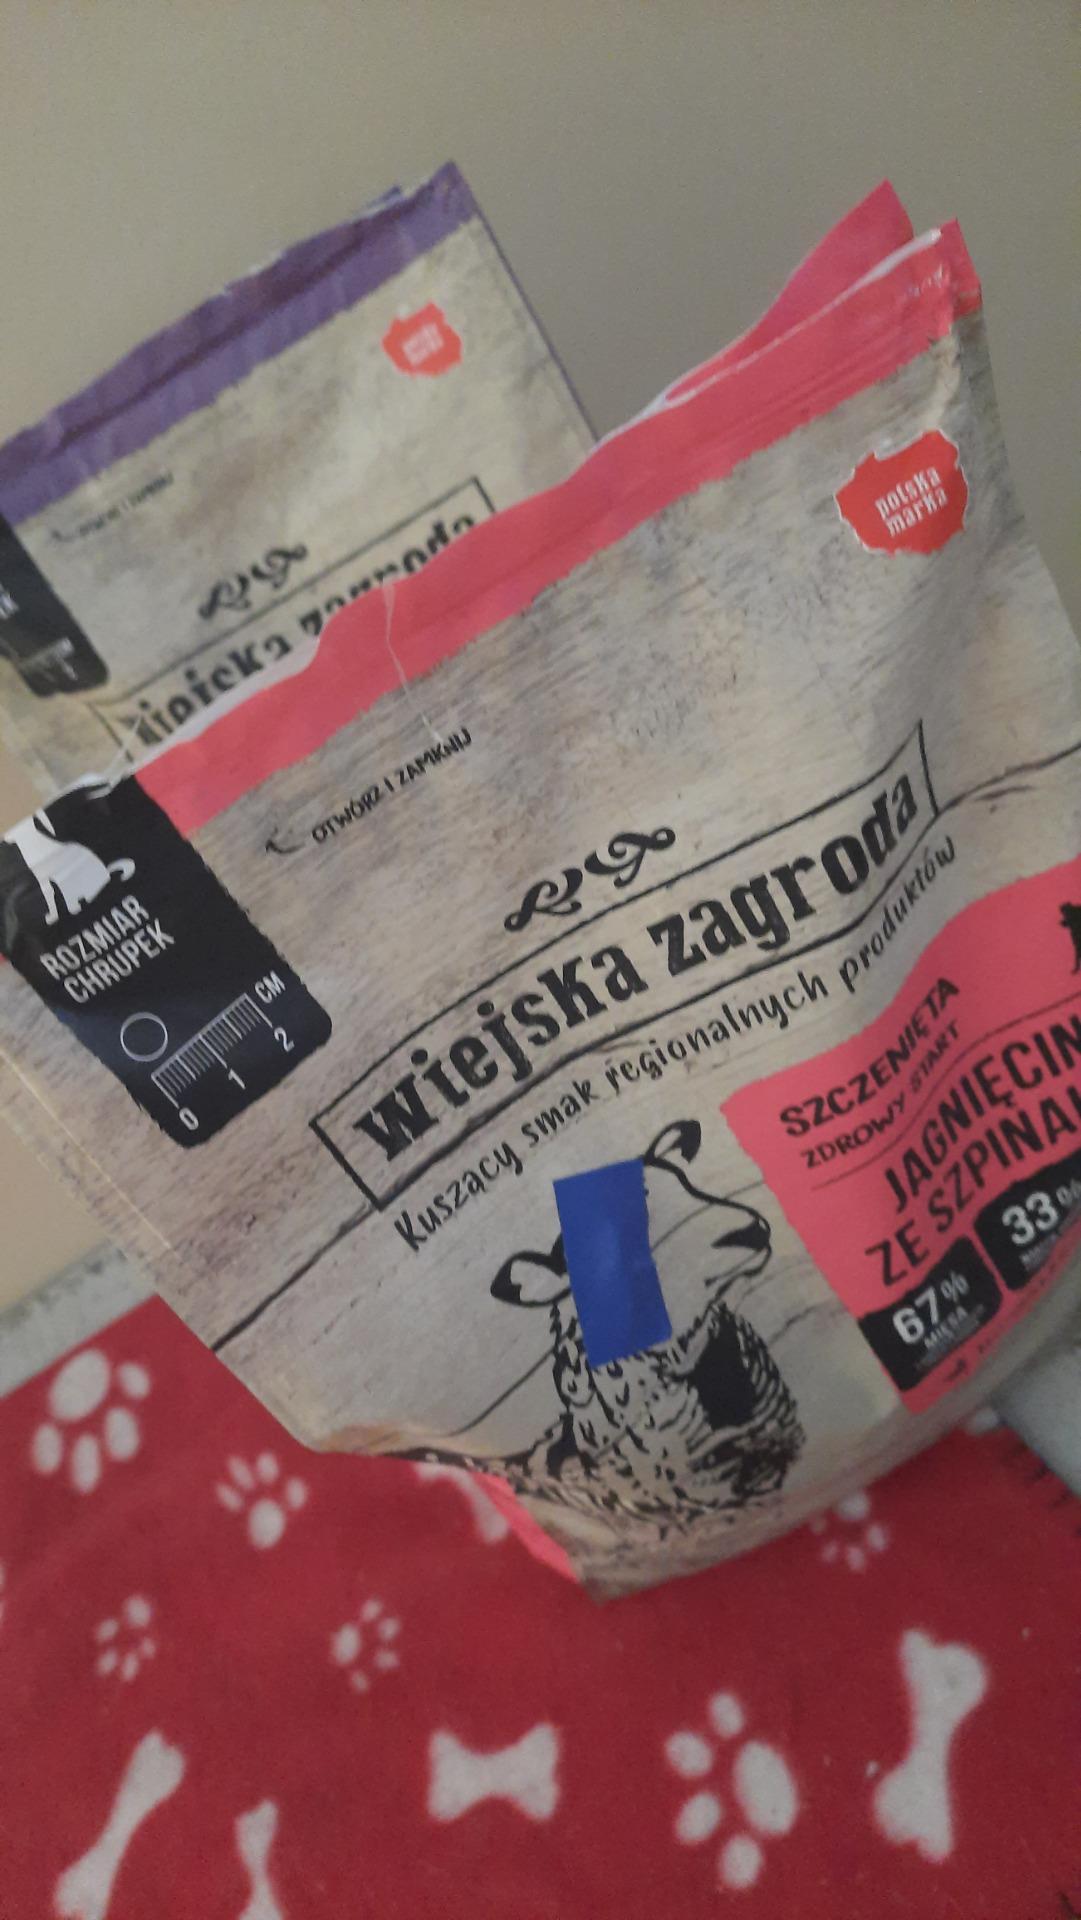 wiejska zagroda
polska
marka
OTWÓRZ I ZAMKNIJ
ROZMIAR
CHRUPEK
CM
0 1 2
wiejska zagroda
Kuszący smak regionalnych produktów
SZCZENIĘTA
ZDROWY START
JAGNIĘCIN
ZE SZPINA
67%
MIĘSA
33%